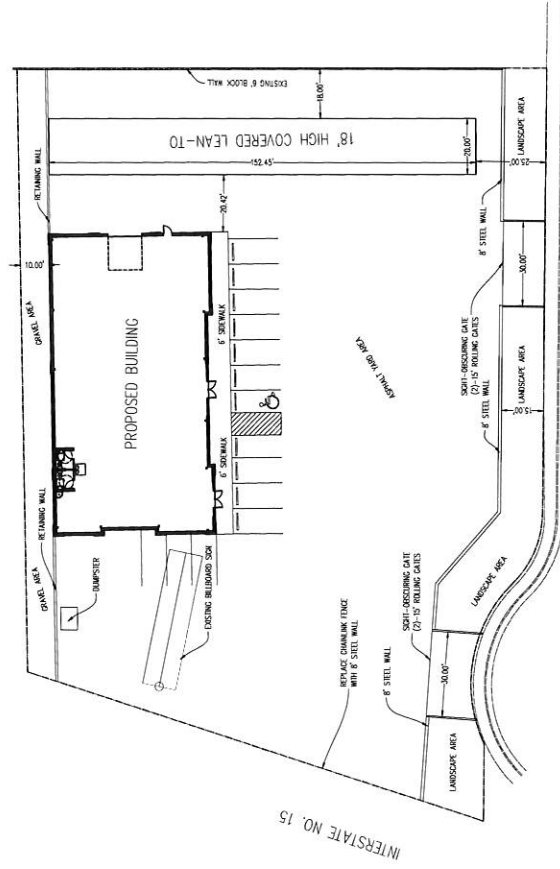 EXISTING 6' BLOCK WALL
RETAINING WALL
18.00'
18' HIGH COVERED LEAN-TO
152.45'
20.00'
25.00'
LANDSCAPE AREA
8' STEEL WALL
20.42'
10.00'
GRAVEL AREA
PROPOSED BUILDING
6' SIDEWALK
6' SIDEWALK
ASPHALT YARD AREA
30.00'
SIGHT-OBSCURING GATE
(2)-15' ROLLING GATES
8' STEEL WALL
LANDSCAPE AREA
15.00'
RETAINING WALL
GRAVEL AREA
DUMPSTER
EXISTING BILLBOARD SIGN
REPLACE CHAINLINK FENCE
WITH 8' STEEL WALL
SIGHT-OBSCURING GATE
(2)-15' ROLLING GATES
8' STEEL WALL
LANDSCAPE AREA
30.00'
LANDSCAPE AREA
INTERSTATE NO. 15